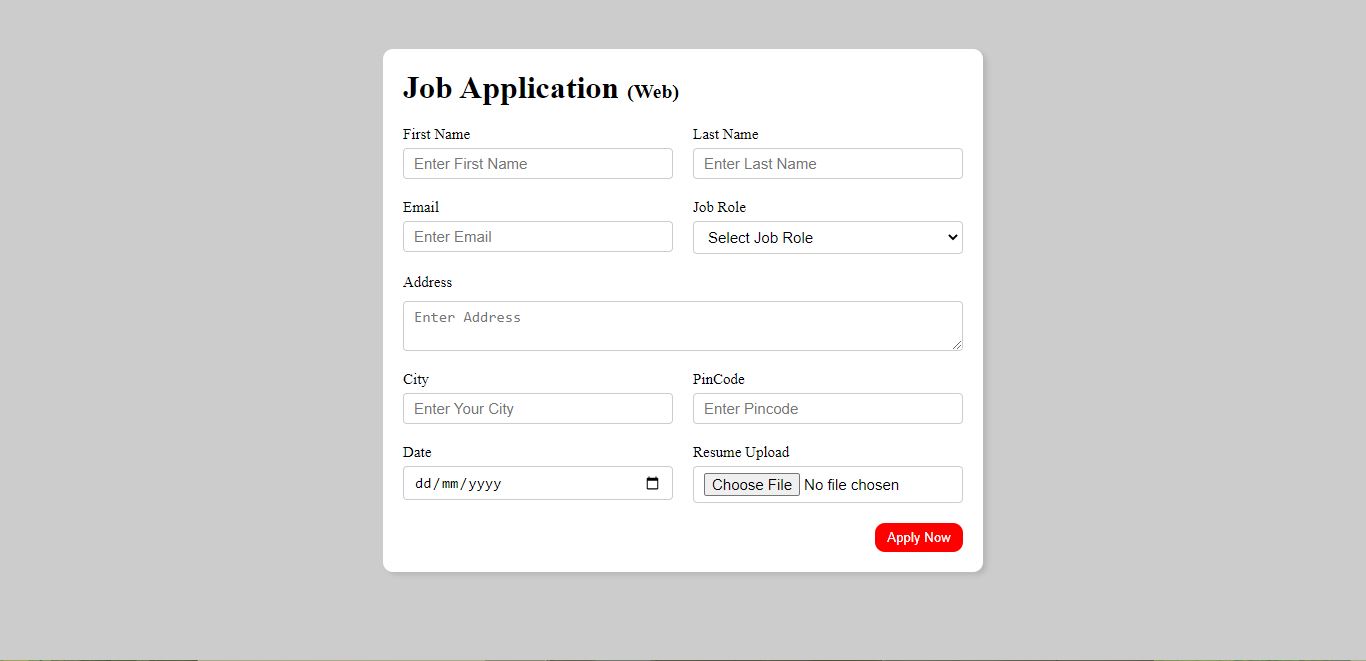 Job Application (Web)
First Name
Last Name
Enter First Name
Enter Last Name
Email
Job Role
Enter Email
Select Job Role
Address
Enter Address
City
PinCode
Enter Your City
Enter Pincode
Date
Resume Upload
dd/mm/yyyy
Choose File No file chosen
Apply Now